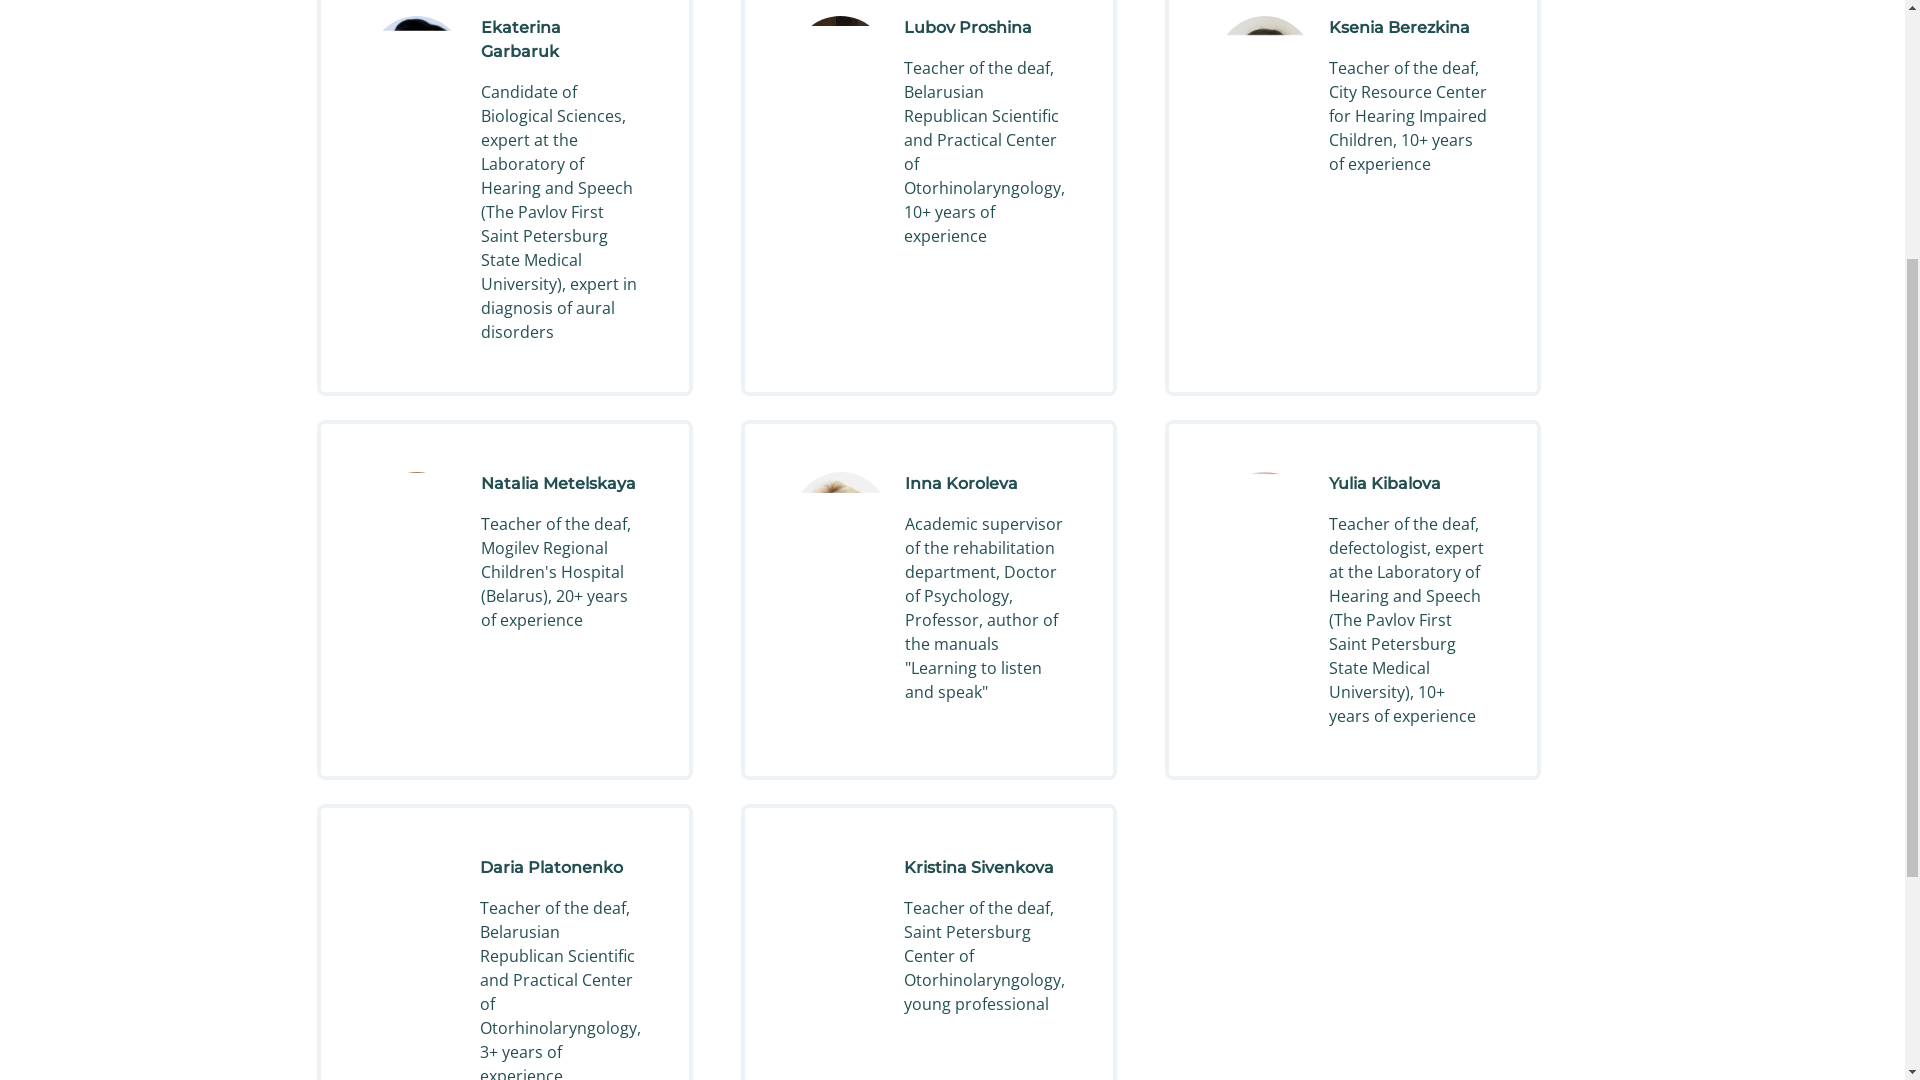 Ekaterina
Garbaruk
Candidate of
Biological Sciences,
expert at the
Laboratory of
Hearing and Speech
(The Pavlov First
Saint Petersburg
State Medical
University), expert in
diagnosis of aural
disorders
Lubov Proshina
Teacher of the deaf,
Belarusian
Republican Scientific
and Practical Center
of
Otorhinolaryngology,
10+ years of
experience
Ksenia Berezkina
Teacher of the deaf,
City Resource Center
for Hearing Impaired
Children, 10+ years
of experience
Natalia Metelskaya
Teacher of the deaf,
Mogilev Regional
Children's Hospital
(Belarus), 20+ years
of experience
Inna Koroleva
Academic supervisor
of the rehabilitation
department, Doctor
of Psychology,
Professor, author of
the manuals
"Learning to listen
and speak"
Yulia Kibalova
Teacher of the deaf,
defectologist, expert
at the Laboratory of
Hearing and Speech
(The Pavlov First
Saint Petersburg
State Medical
University), 10+
years of experience
Daria Platonenko
Teacher of the deaf,
Belarusian
Republican Scientific
and Practical Center
of
Otorhinolaryngology,
3+ years of
experience
Kristina Sivenkova
Teacher of the deaf,
Saint Petersburg
Center of
Otorhinolaryngology,
young professional